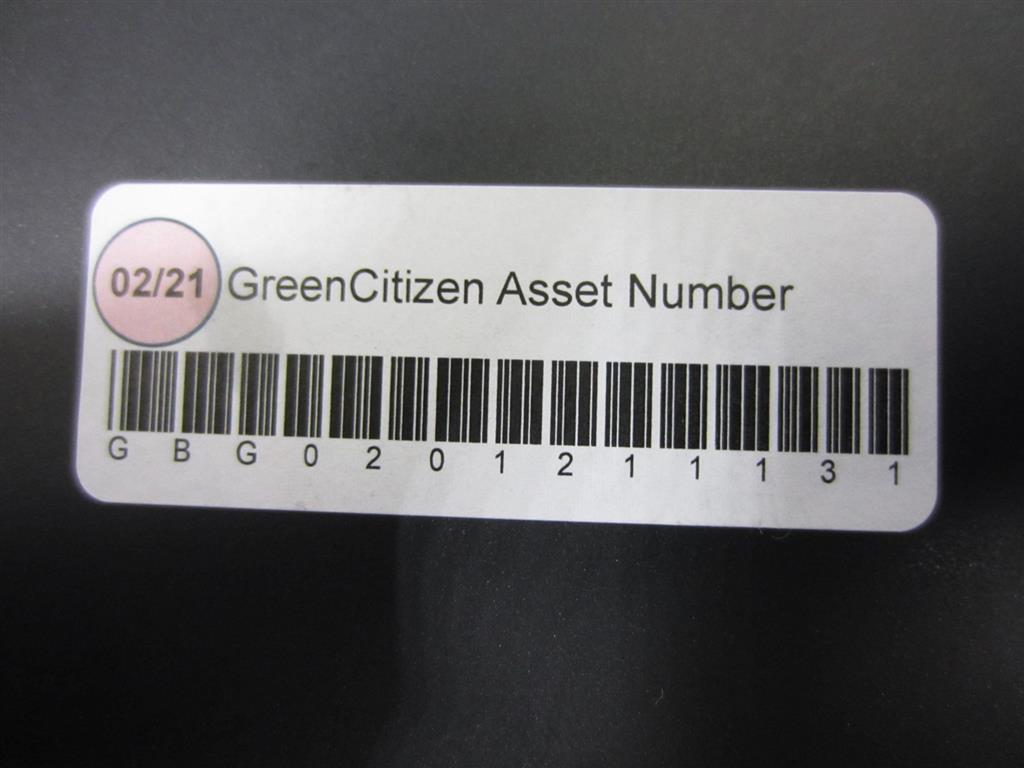 02/21 GreenCitizen Asset Number
G B G 0 2 0 1 2 1 1 1 3 1